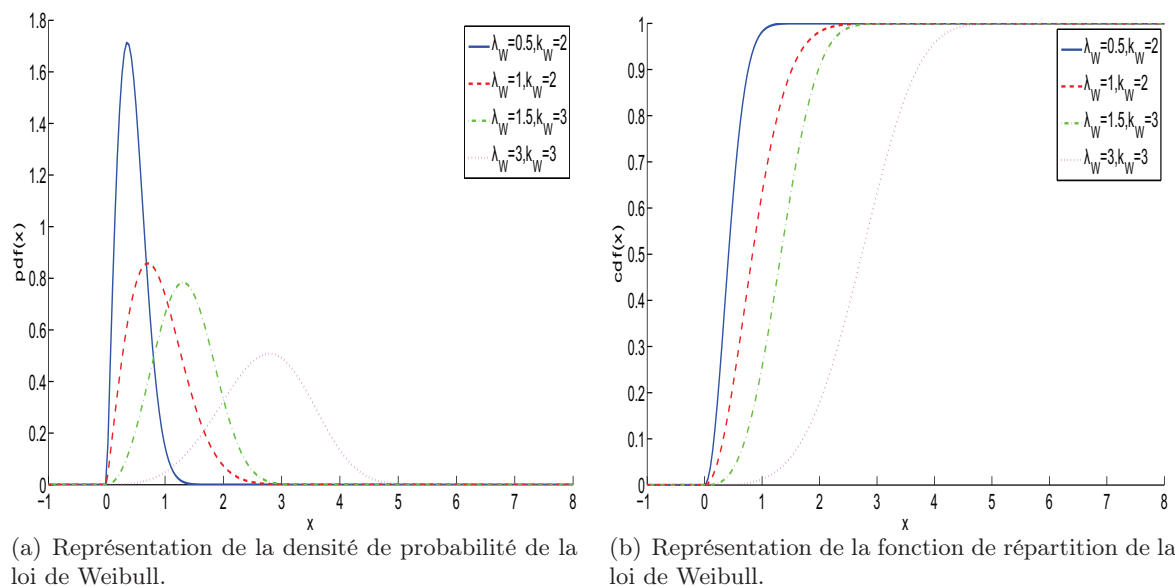 1.8
1.6
1.4
1.2
1
0.8
0.6
0.4
0.2
0
pdf(x)
−1 0 1 2 3 4 5 6 7 8
x
λW=0.5,kW=2
λW=1,kW=2
λW=1.5,kW=3
λW=3,kW=3
(a) Représentation de la densité de probabilité de la
loi de Weibull.
1
0.9
0.8
0.7
0.6
0.5
0.4
0.3
0.2
0.1
0
cdf(x)
−1 0 1 2 3 4 5 6 7 8
x
λW=0.5,kW=2
λW=1,kW=2
λW=1.5,kW=3
λW=3,kW=3
(b) Représentation de la fonction de répartition de la
loi de Weibull.